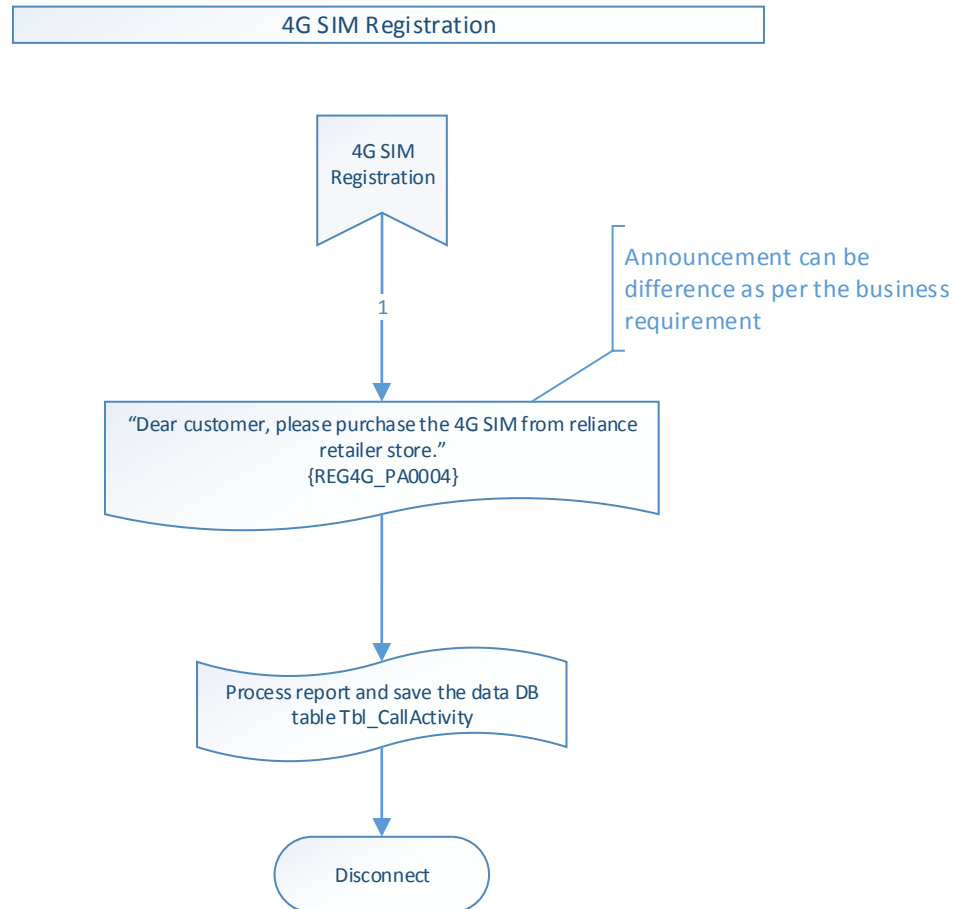 4G SIM Registration
4G SIM
Registration
1
Announcement can be
difference as per the business
requirement
“Dear customer, please purchase the 4G SIM from reliance
retailer store.”
{REG4G_PA0004}
Process report and save the data DB
table Tbl_CallActivity
Disconnect